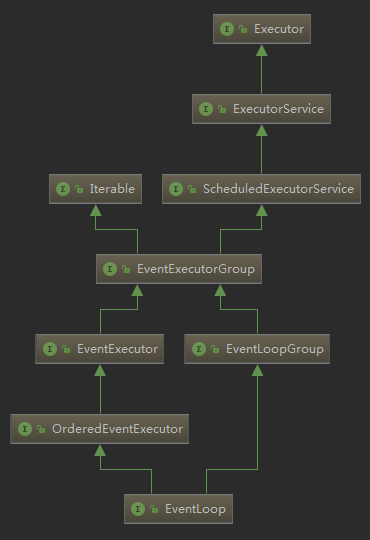 Executor
ExecutorService
Iterable
ScheduledExecutorService
EventExecutorGroup
EventExecutor
EventLoopGroup
OrderedEventExecutor
EventLoop